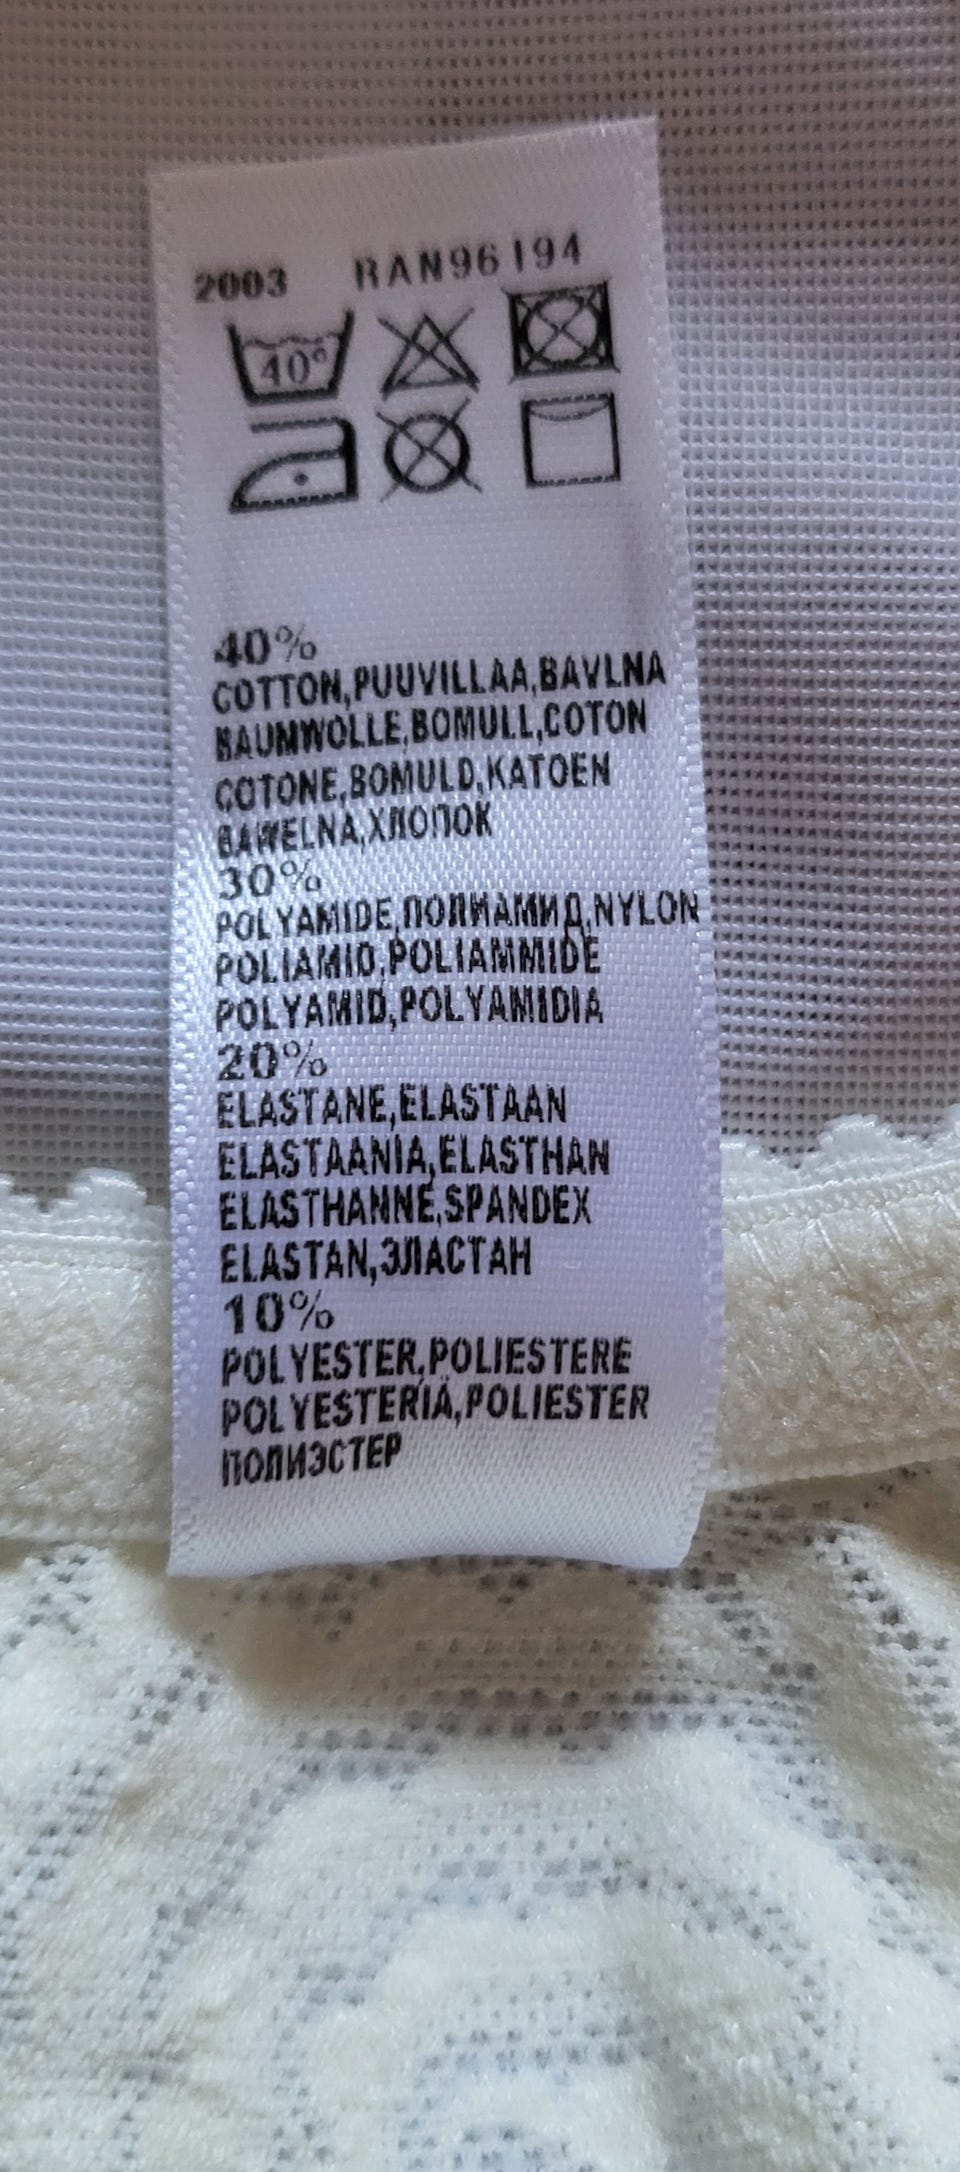 2003 RAN96194
40°
40%
COTTON,PUUVILLAA,BAVLNA
BAUMWOLLE,BOMULL,COTON
COTONE,BOMULD,KATOEN
BAWELNA,ХЛОПОК
30%
POLYAMIDE,ПОЛИАМИД,NYLON
POLIAMID,POLIAMMIDE
POLYAMID,POLYAMIDIA
20%
ELASTANE,ELASTAAN
ELASTAANIA,ELASTHAN
ELASTHANNE,SPANDEX
ELASTAN,ЭЛАСТАН
10%
POLYESTER,POLIESTERE
POLYESTERIÄ,POLIESTER
ПОЛИЭСТЕР